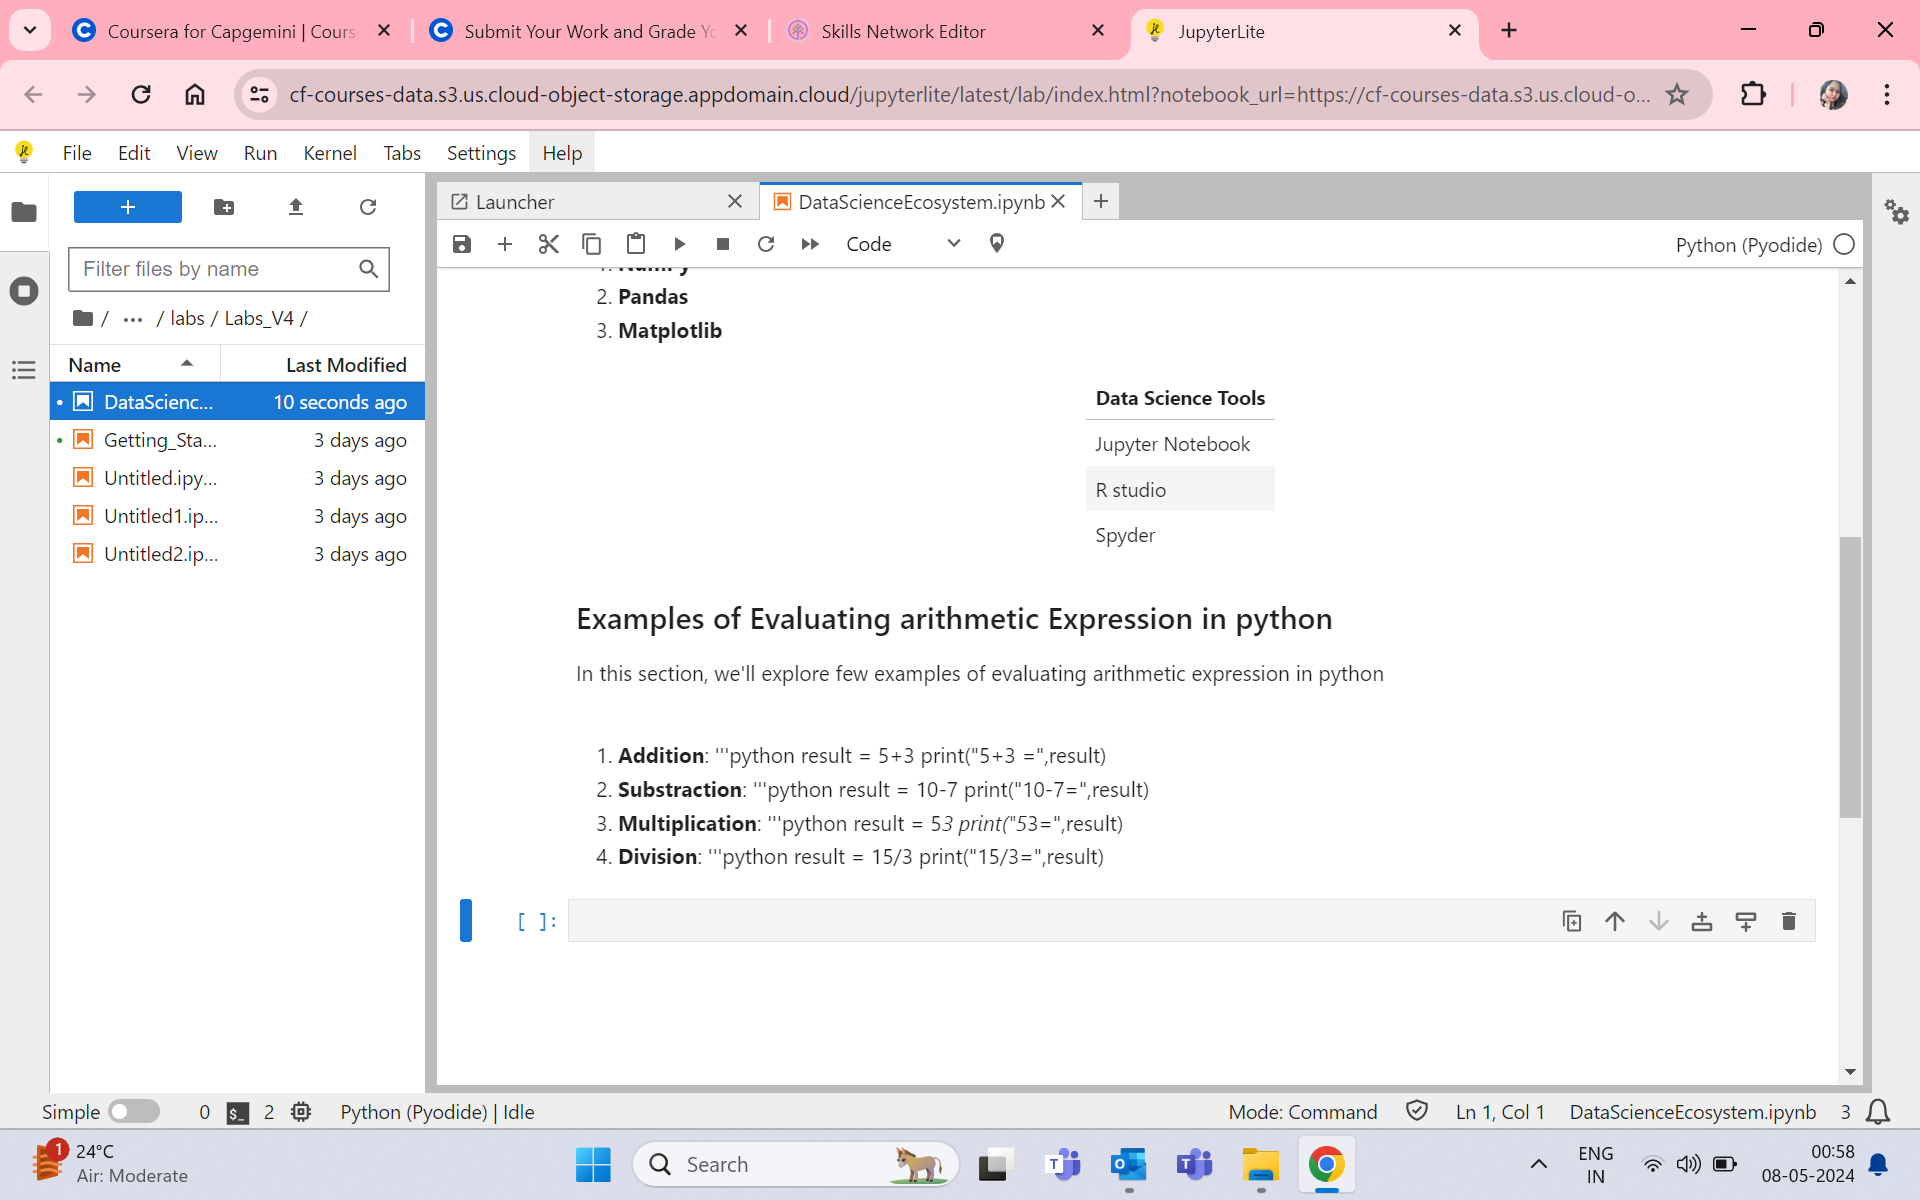 Coursera for Capgemini | Cours
Submit Your Work and Grade Yo
Skills Network Editor
JupyterLite
cf-courses-data.s3.us.cloud-object-storage.appdomain.cloud/jupyterlite/latest/lab/index.html?notebook_url=https://cf-courses-data.s3.us.cloud-o...
File Edit View Run Kernel Tabs Settings Help
Filter files by name
/ ... / labs / Labs_V4 /
Name Last Modified
DataScienc... 10 seconds ago
Getting_Sta... 3 days ago
Untitled.ipy... 3 days ago
Untitled1.ip... 3 days ago
Untitled2.ip... 3 days ago
Launcher
DataScienceEcosystem.ipynb
Code
Python (Pyodide)
1. NumPy
2. Pandas
3. Matplotlib
Data Science Tools
Jupyter Notebook
R studio
Spyder
Examples of Evaluating arithmetic Expression in python
In this section, we'll explore few examples of evaluating arithmetic expression in python
1. Addition: '''python result = 5+3 print("5+3 =",result)
2. Substraction: '''python result = 10-7 print("10-7=",result)
3. Multiplication: '''python result = 53 print("53=",result)
4. Division: '''python result = 15/3 print("15/3=",result)
[ ]:
Simple 0 $_ 2 Python (Pyodide) | Idle
Mode: Command Ln 1, Col 1 DataScienceEcosystem.ipynb 3
1
24°C
Air: Moderate
Search
ENG
IN
00:58
08-05-2024